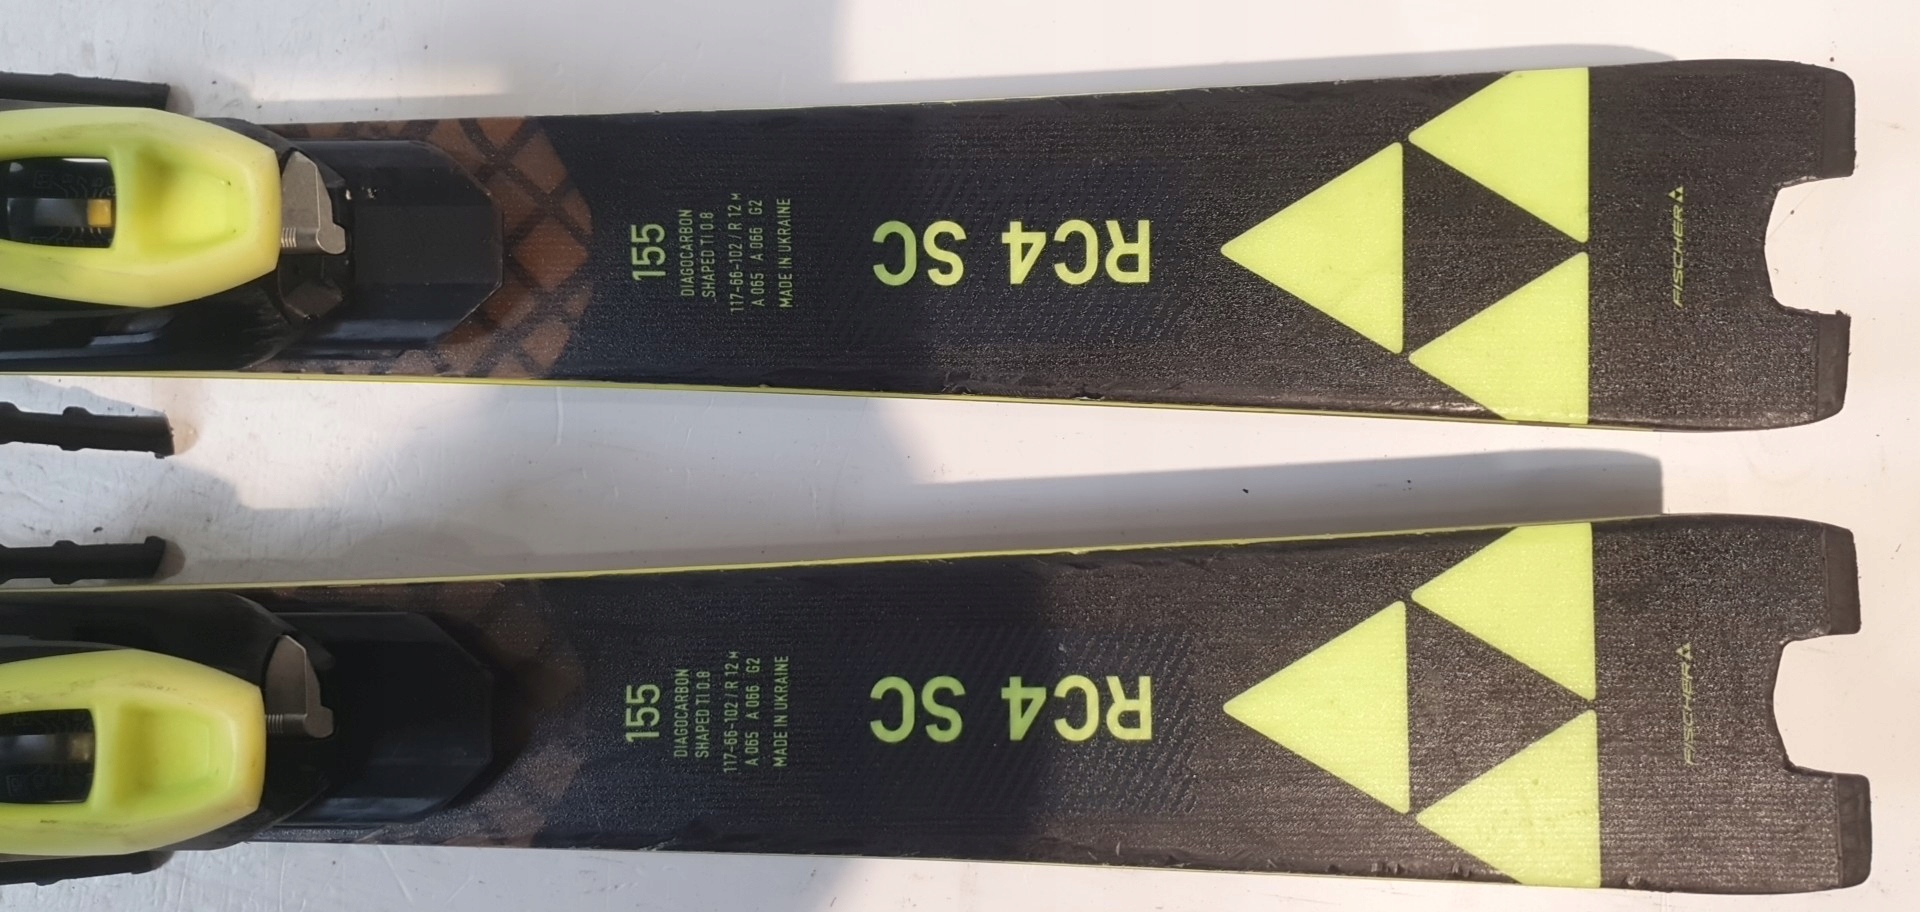 155
DIAGOCARBON
SHAPED TI 0.8
117-66-102 / R 12 M
A 065 A 066 G2
MADE IN UKRAINE
RC4 SC
FISCHER
155
DIAGOCARBON
SHAPED TI 0.8
117-66-102 / R 12 M
A 065 A 066 G2
MADE IN UKRAINE
RC4 SC
FISCHER